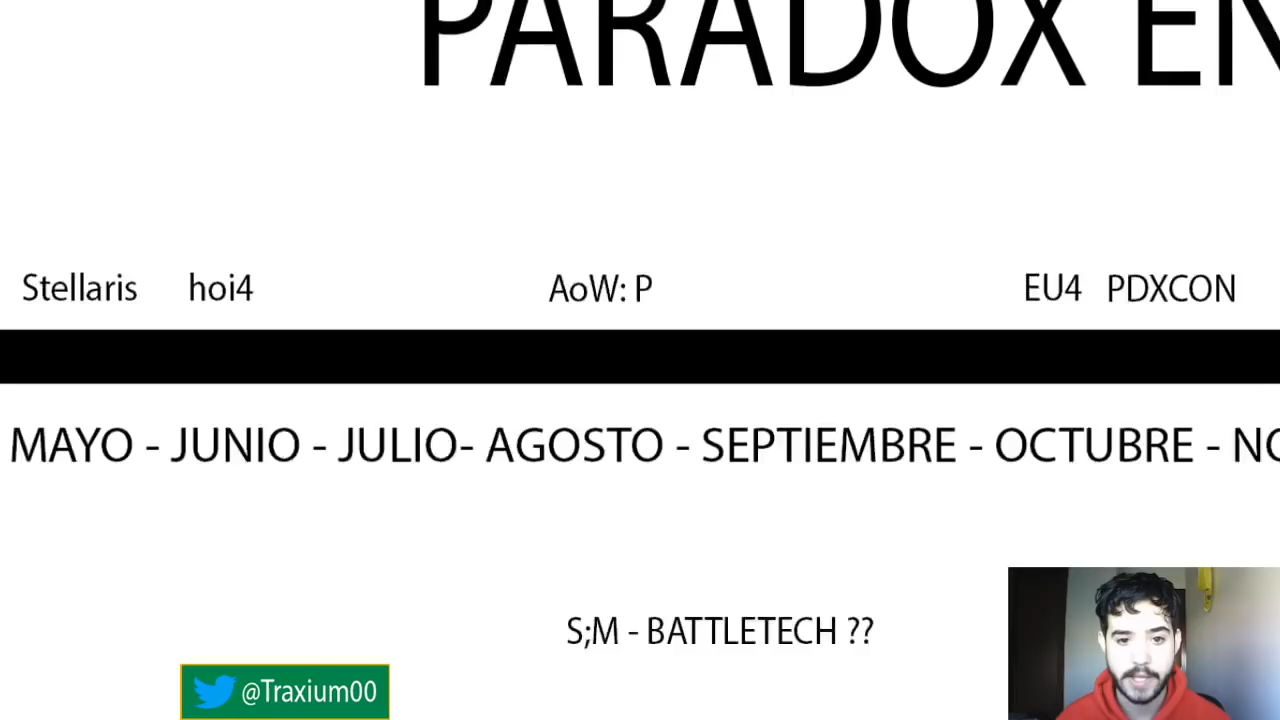 PARADOX EN
Stellaris hoi4 AoW: P EU4 PDXCON
MAYO - JUNIO - JULIO- AGOSTO - SEPTIEMBRE - OCTUBRE - NO
S;M - BATTLETECH ??
@Traxium00